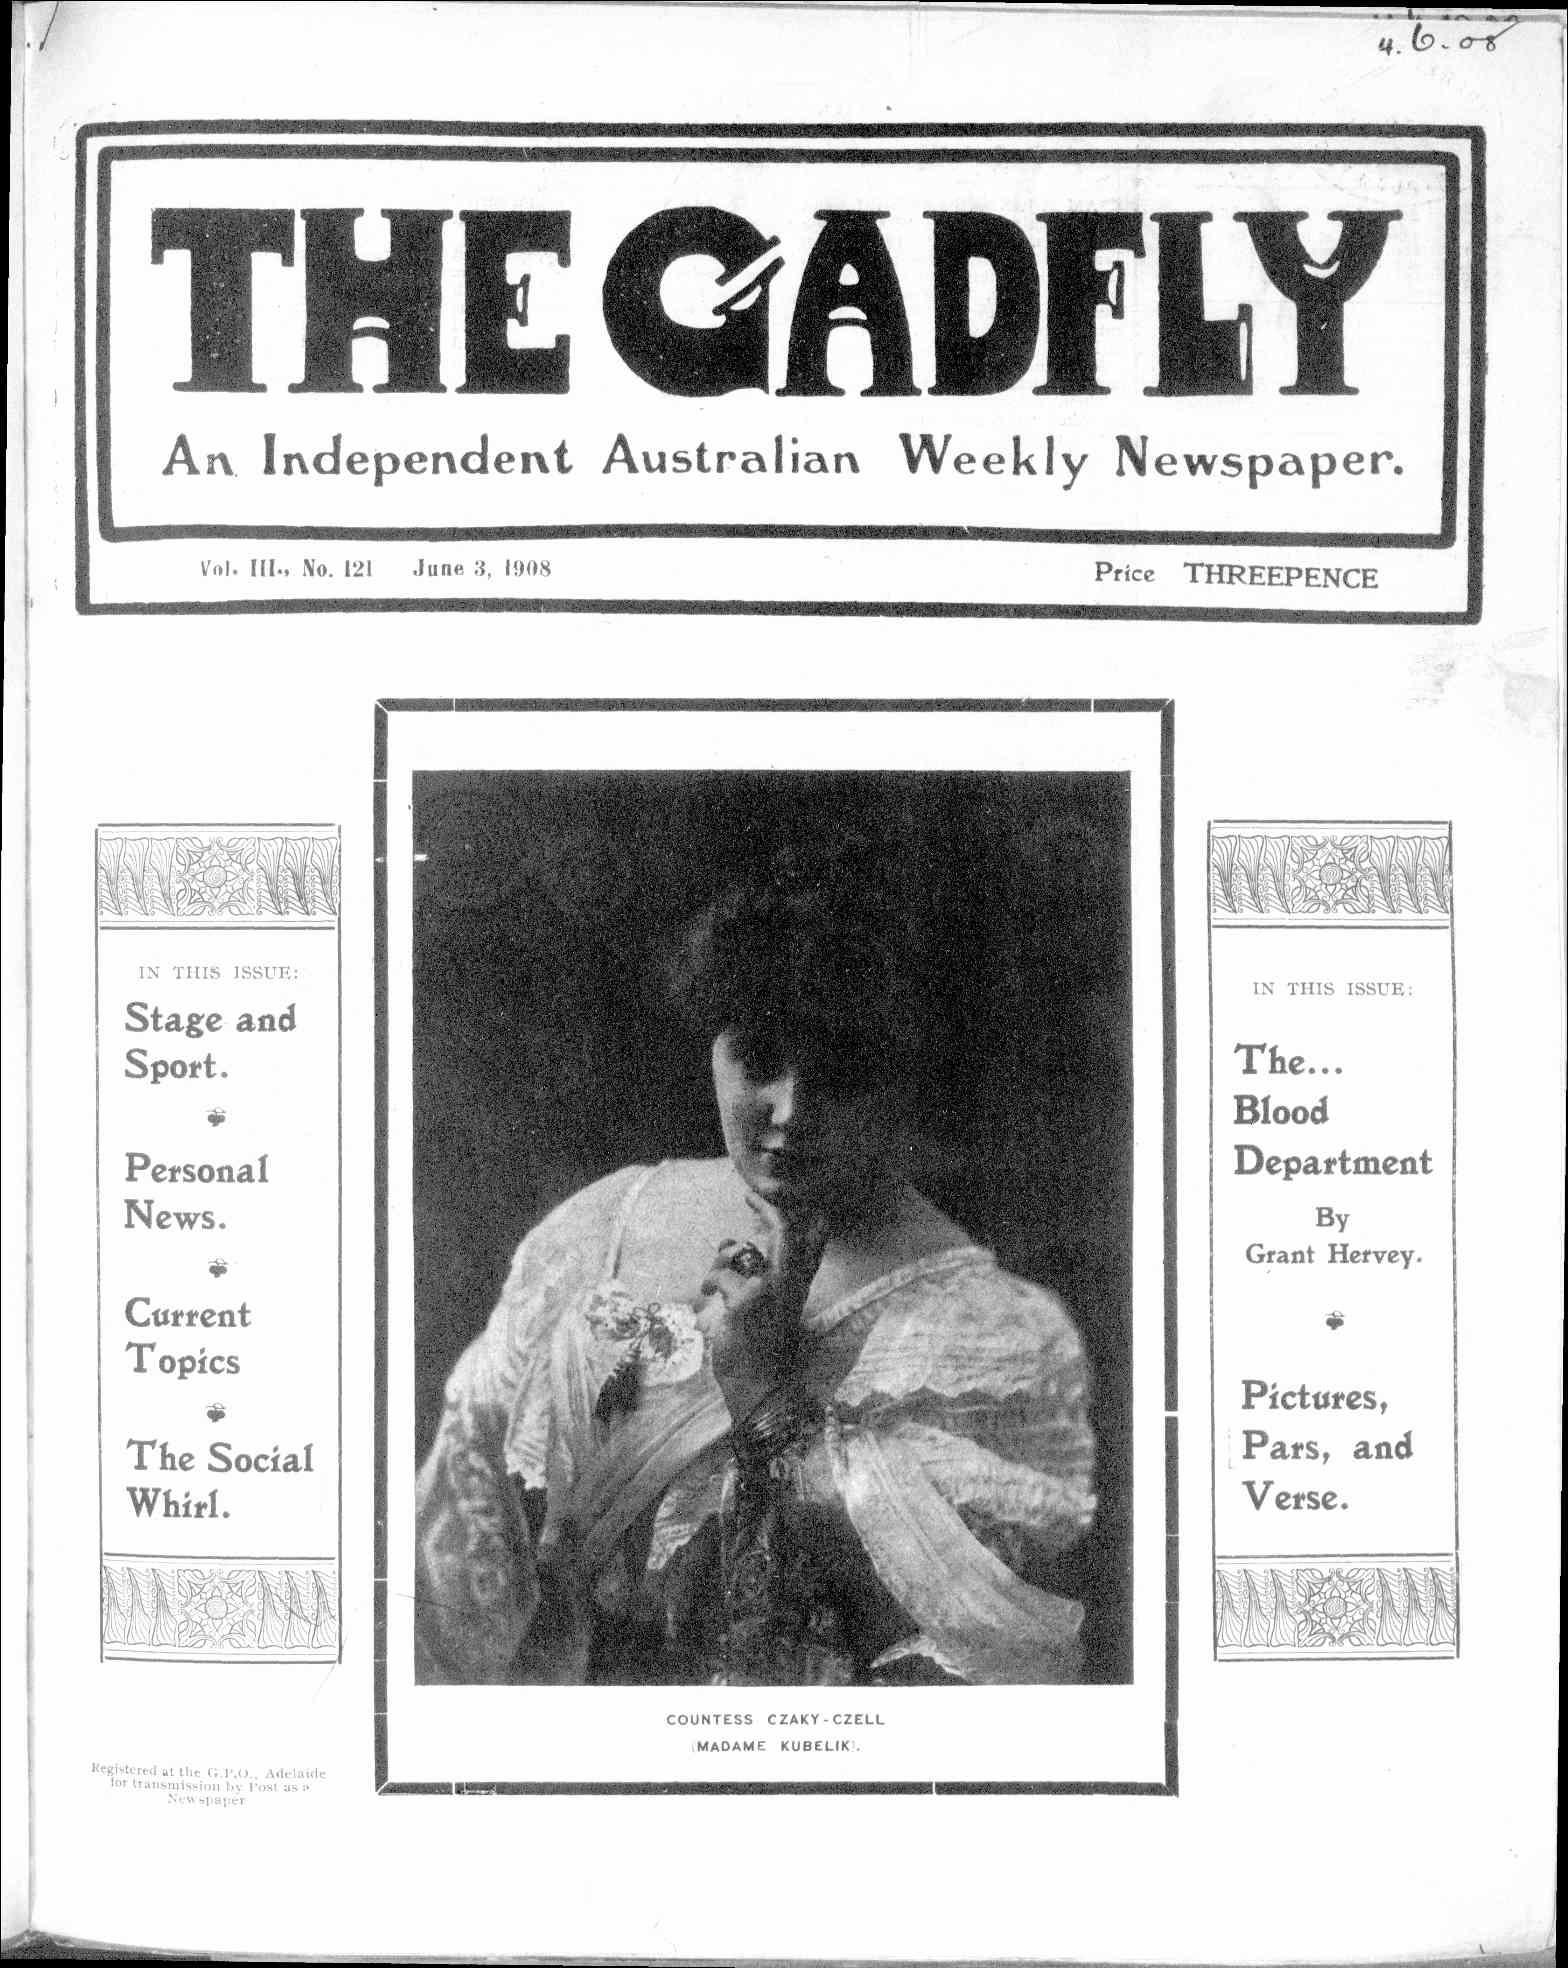 4.6.08
THE GADFLY
An Independent Australian Weekly Newspaper.
Vol. III., No. 121 June 3, 1908
Price THREEPENCE
IN THIS ISSUE:
Stage and
Sport.
Personal
News.
Current
Topics
The Social
Whirl.
COUNTESS CZAKY-CZELL
(MADAME KUBELIK).
IN THIS ISSUE:
The...
Blood
Department
By
Grant Hervey.
Pictures,
Pars, and
Verse.
Registered at the G.P.O., Adelaide
for transmission by Post as a
Newspaper